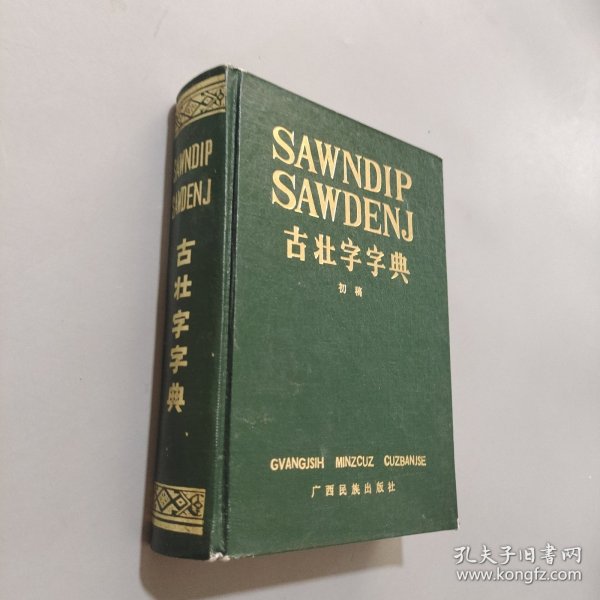 SAWNDIP
SAWDENJ
古壮字字典
SAWNDIP
SAWDENJ
古壮字字典
初稿
GVANGJSIH MINZCUZ CUZBANJSE
广西民族出版社
孔夫子旧书网
www.kongfz.com